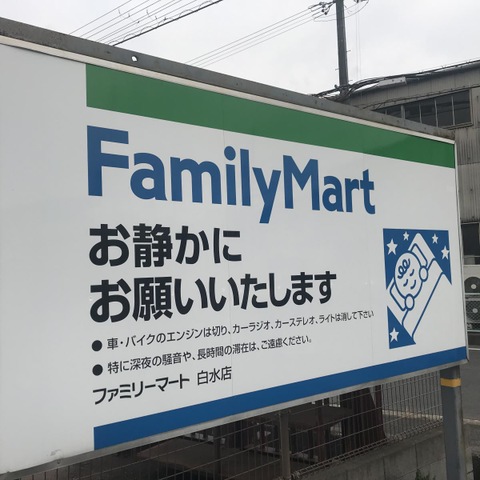 FamilyMart
お静かに
お願いいたします
● 車・バイクのエンジンは切り、カーラジオ、カーステレオ、ライトは消して下さい
● 特に深夜の騒音や、長時間の滞在は、ご遠慮ください。
ファミリーマート 白水店